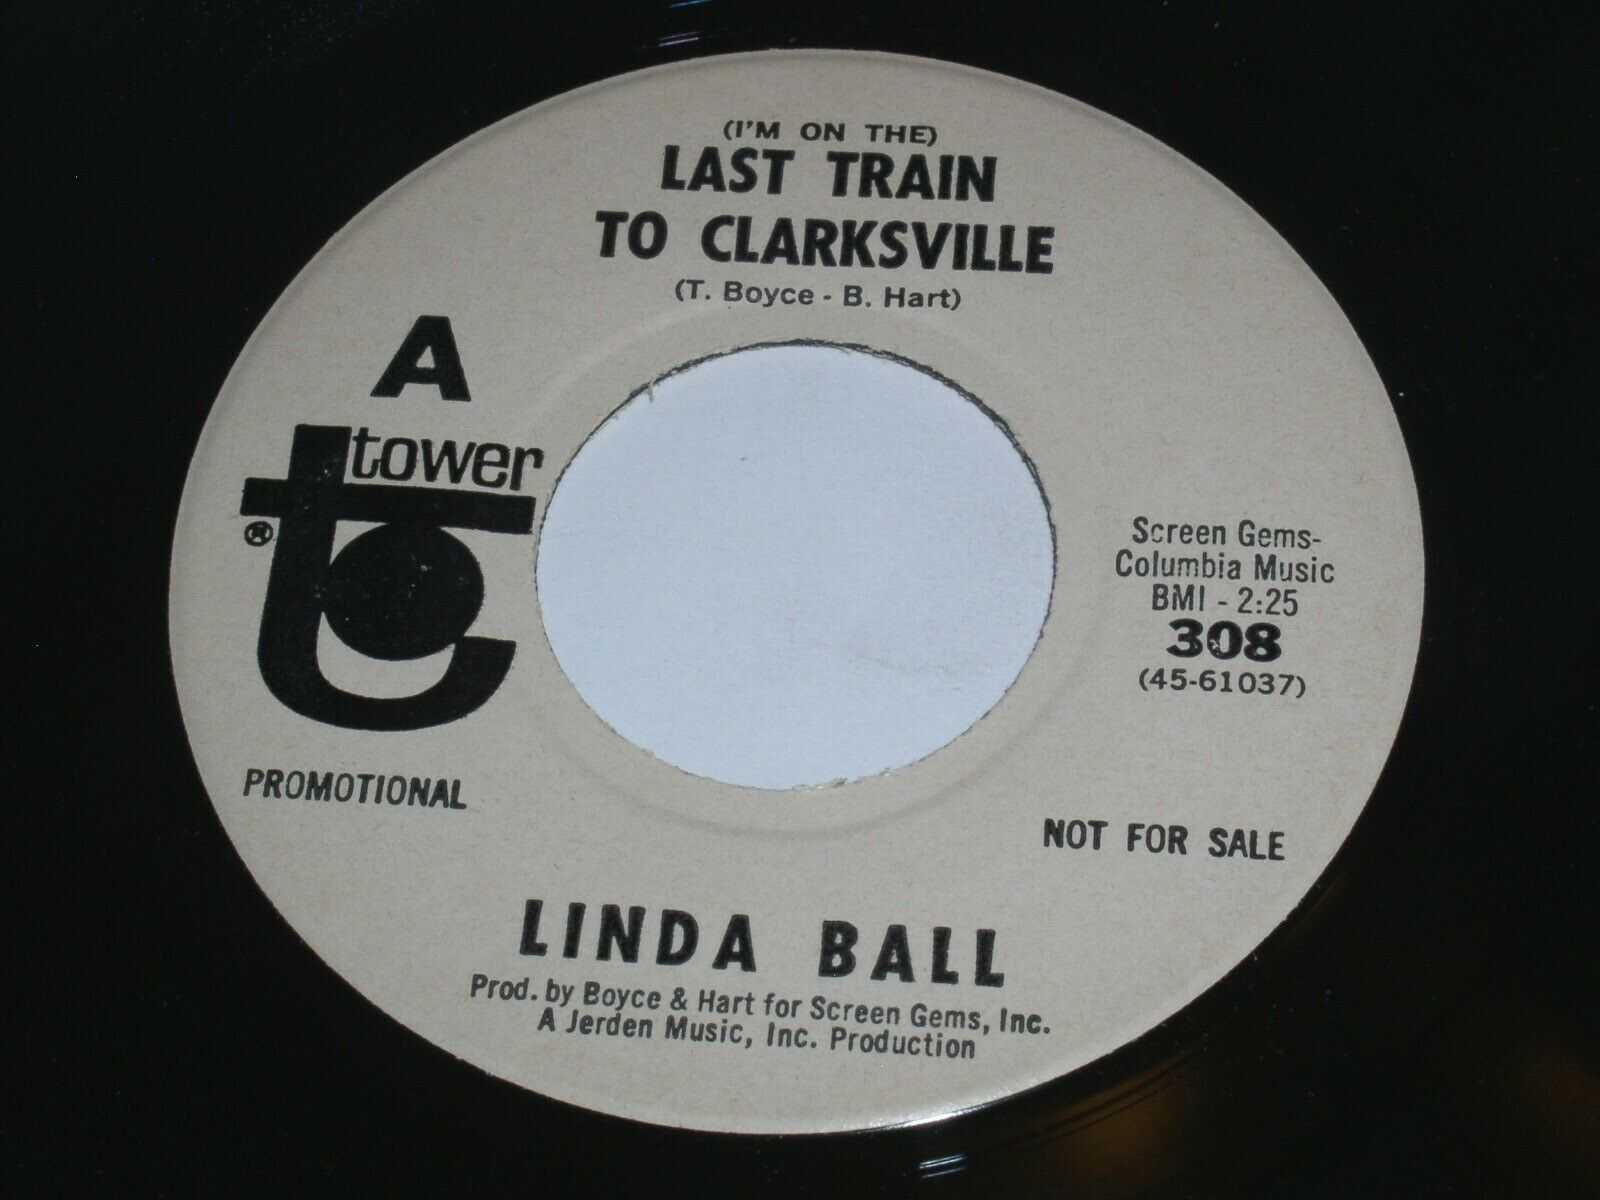 (I'M ON THE)
LAST TRAIN
TO CLARKSVILLE
(T. Boyce - B. Hart)
A
tower
®
Screen Gems-
Columbia Music
BMI - 2:25
308
(45-61037)
PROMOTIONAL
NOT FOR SALE
LINDA BALL
Prod. by Boyce & Hart for Screen Gems, Inc.
A Jerden Music, Inc. Production